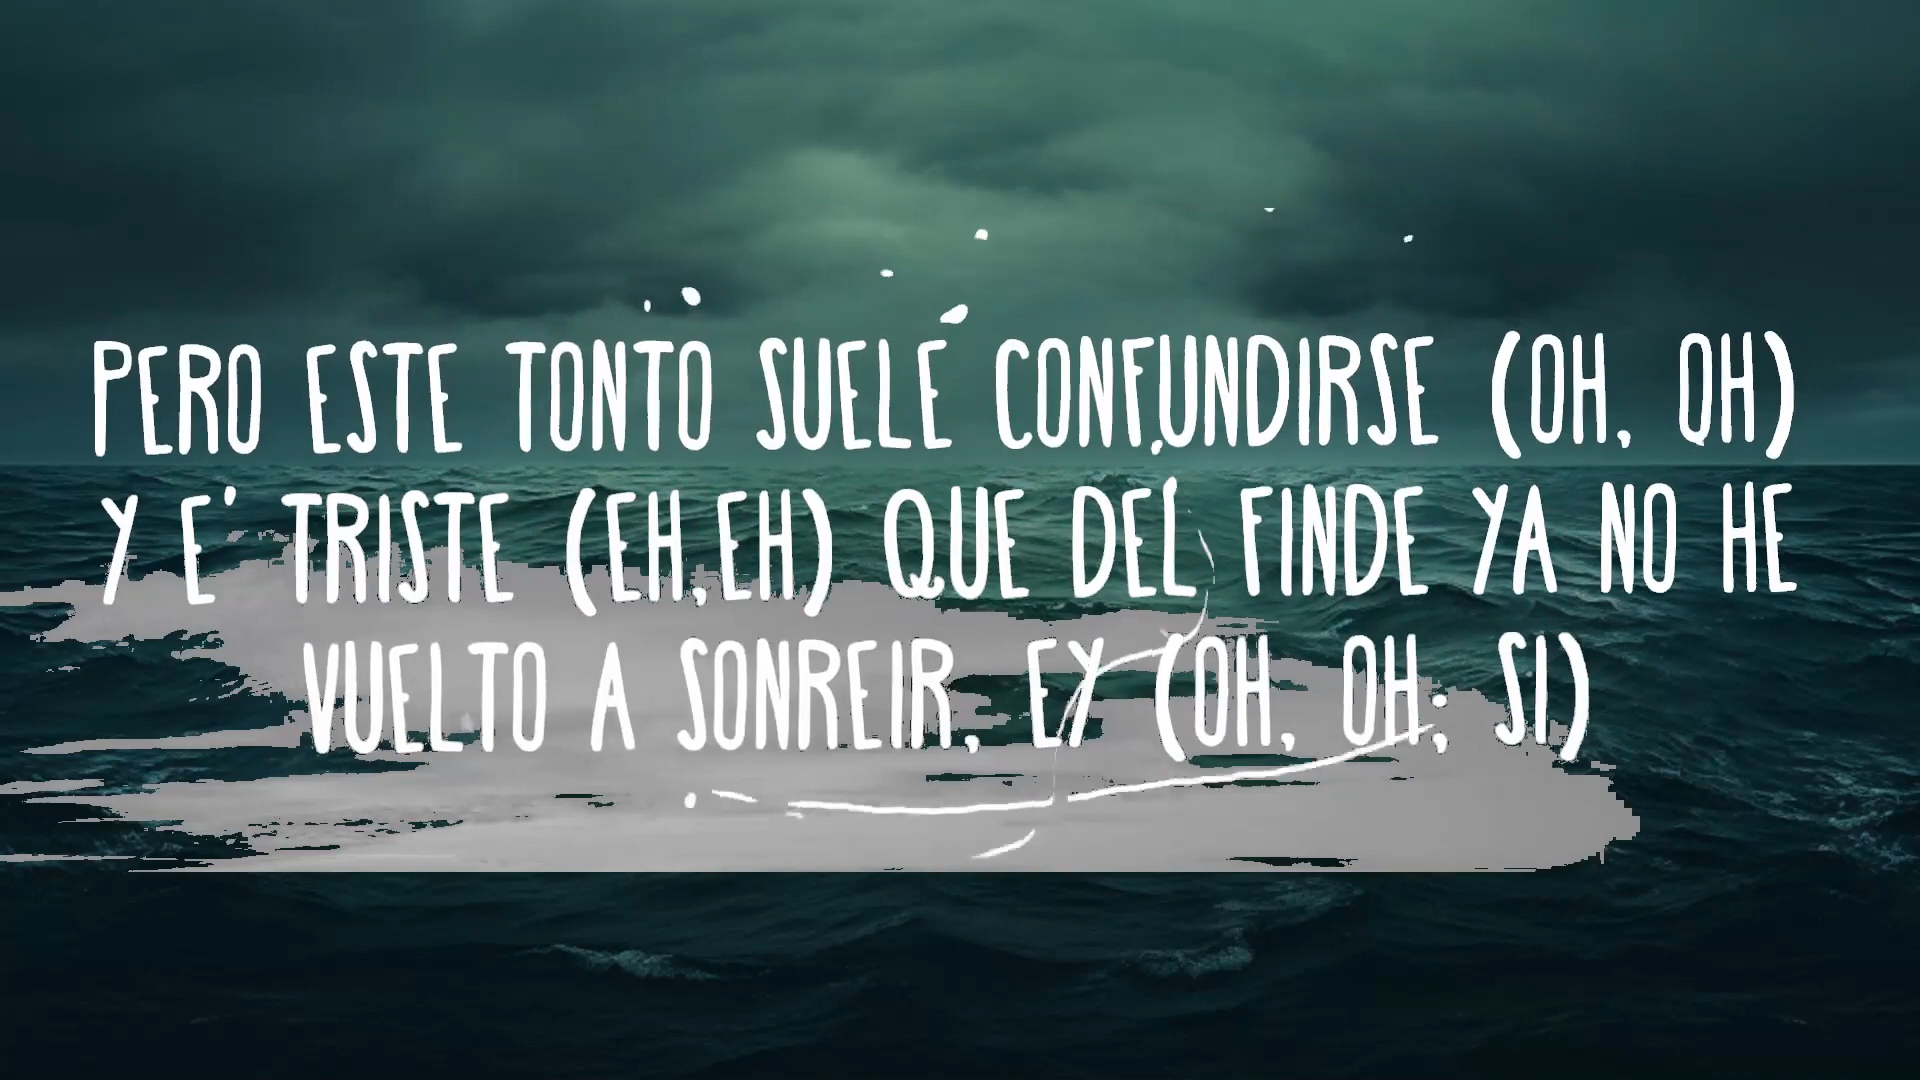 PERO ESTE TONTO SUELE CONFUNDIRSE (OH, OH)
Y E' TRISTE (EH,EH) QUE DEL FINDE YA NO HE
VUELTO A SONREIR, EY (OH, OH; SI)